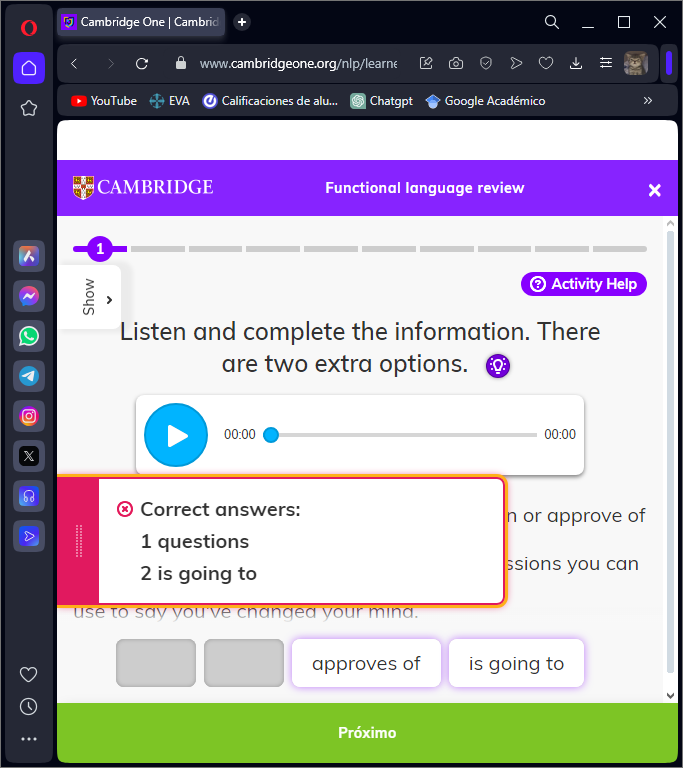 Cambridge One | Cambrid
www.cambridgeone.org/nlp/learne
YouTube EVA Calificaciones de alu... Chatgpt Google Académico
CAMBRIDGE Functional language review
1
Show
Activity Help
Listen and complete the information. There
are two extra options.
00:00 00:00
Correct answers:
1 questions
2 is going to
n or approve of
ssions you can
use to say you've changed your mind.
approves of is going to
Próximo